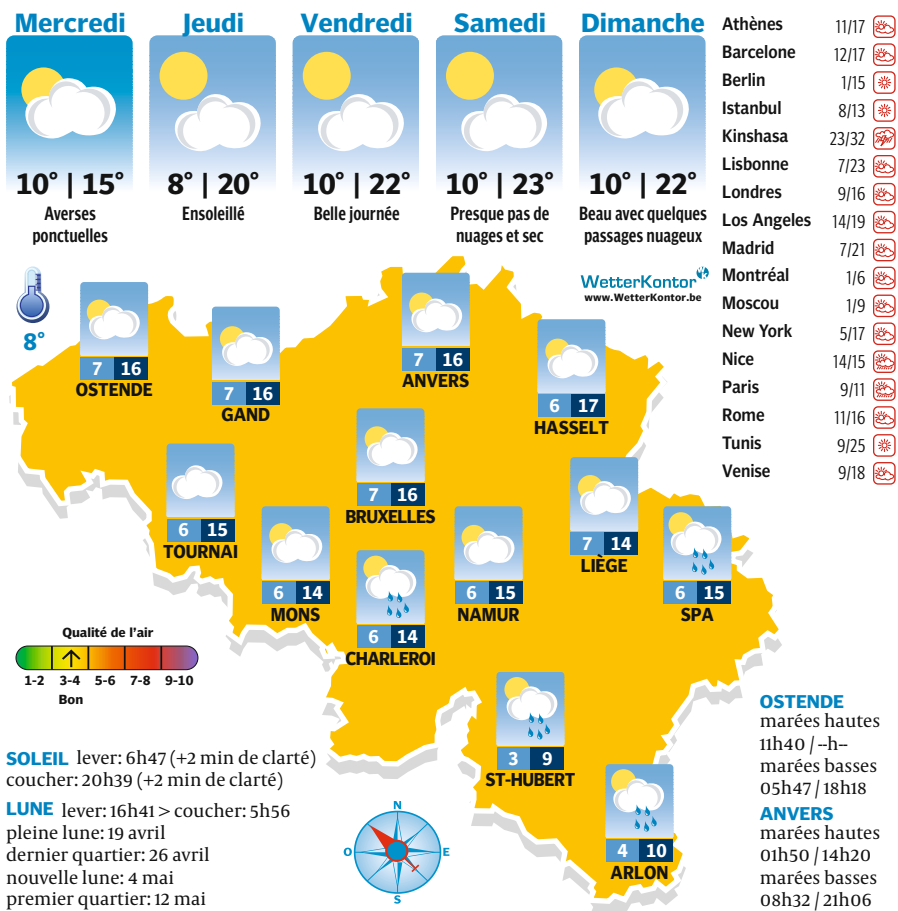 Mercredi
10° | 15°
Averses
ponctuelles
Jeudi
8° | 20°
Ensoleillé
Vendredi
10° | 22°
Belle journée
Samedi
10° | 23°
Presque pas de
nuages et sec
Dimanche
10° | 22°
Beau avec quelques
passages nuageux
Athènes 11/17
Barcelone 12/17
Berlin 1/15
Istanbul 8/13
Kinshasa 23/32
Lisbonne 7/23
Londres 9/16
Los Angeles 14/19
Madrid 7/21
Montréal 1/6
Moscou 1/9
New York 5/17
Nice 14/15
Paris 9/11
Rome 11/16
Tunis 9/25
Venise 9/18
WetterKontor
www.WetterKontor.be
8°
7 16
OSTENDE
7 16
GAND
7 16
ANVERS
6 17
HASSELT
6 15
TOURNAI
7 16
BRUXELLES
7 14
LIÈGE
6 14
MONS
6 14
CHARLEROI
6 15
NAMUR
6 15
SPA
3 9
ST-HUBERT
4 10
ARLON
Qualité de l'air
1-2 3-4 5-6 7-8 9-10
Bon
SOLEIL lever: 6h47 (+2 min de clarté)
coucher: 20h39 (+2 min de clarté)
LUNE lever: 16h41 > coucher: 5h56
pleine lune: 19 avril
dernier quartier: 26 avril
nouvelle lune: 4 mai
premier quartier: 12 mai
N
O E
S
OSTENDE
marées hautes
11h40 / --h--
marées basses
05h47 / 18h18
ANVERS
marées hautes
01h50 / 14h20
marées basses
08h32 / 21h06